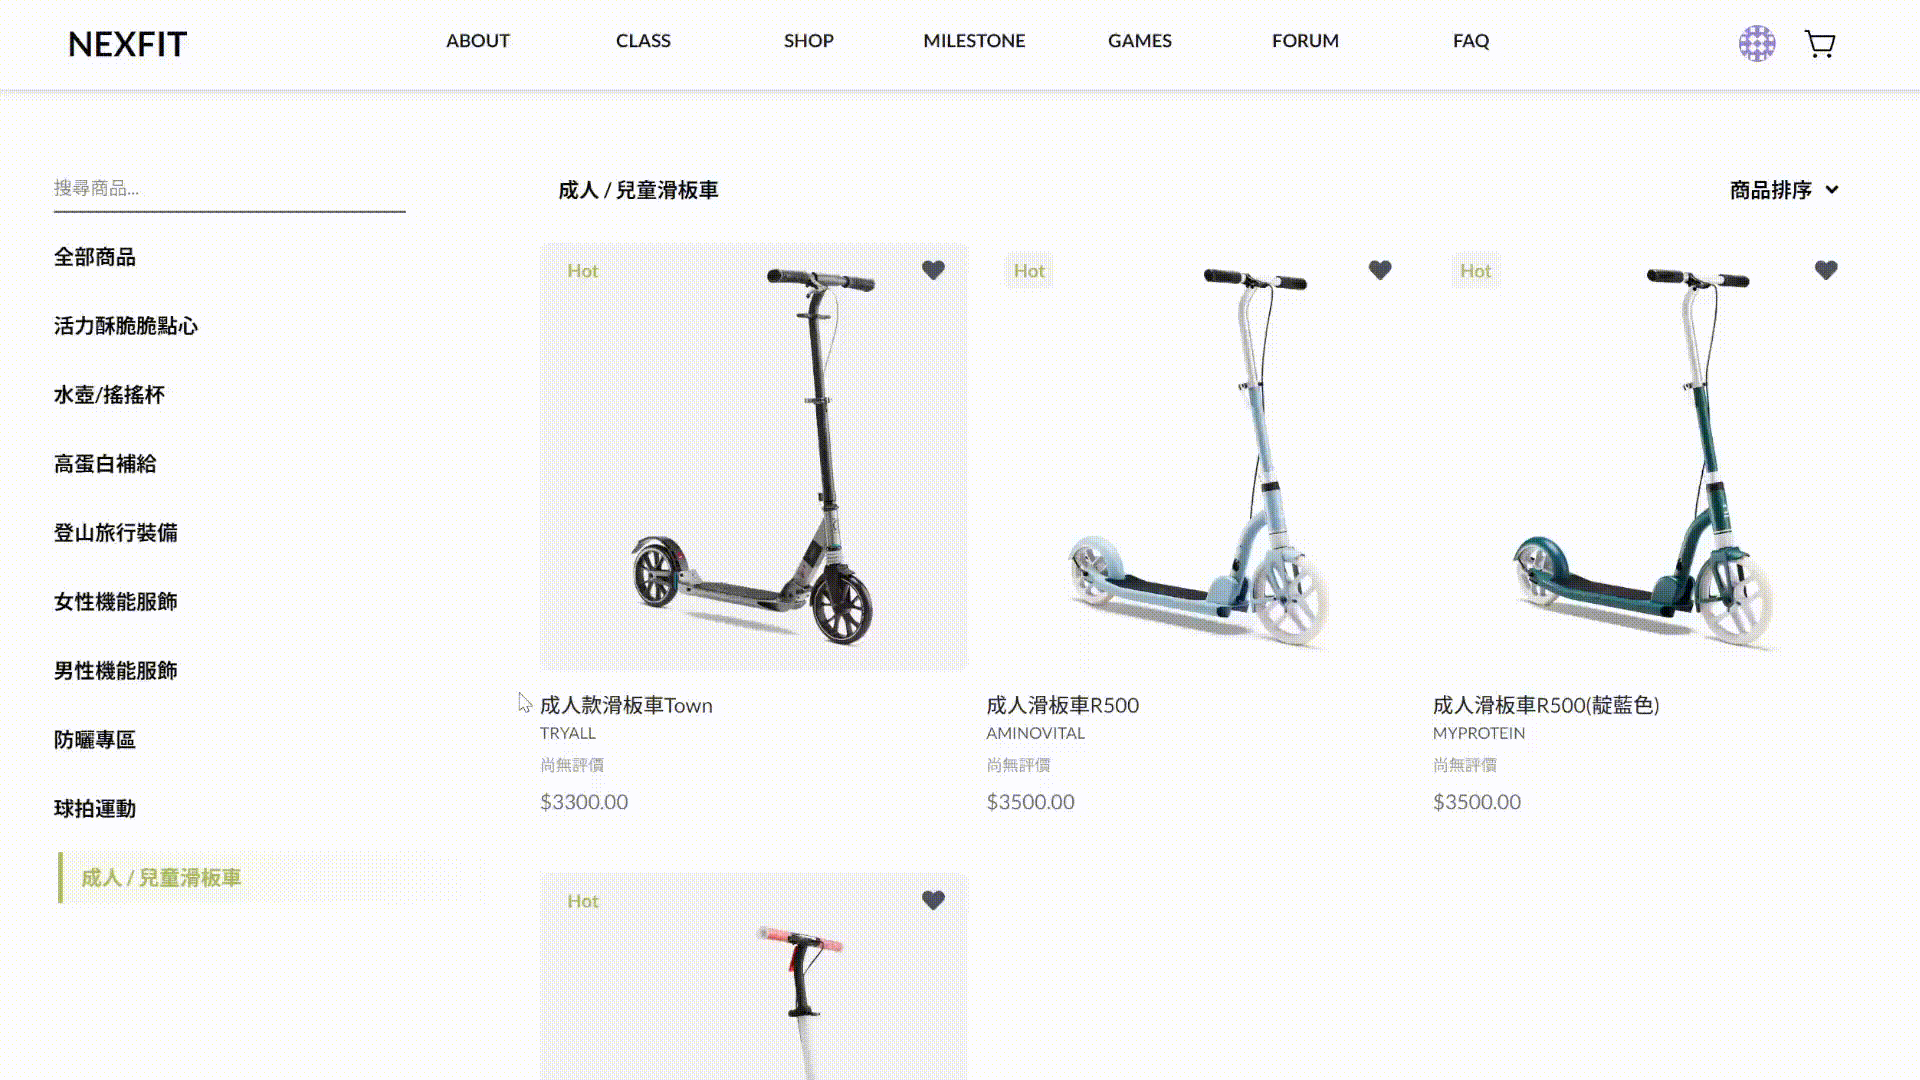 NEXFIT
ABOUT
CLASS
SHOP
MILESTONE
GAMES
FORUM
FAQ
搜尋商品...
全部商品
活力酥脆脆點心
水壺/搖搖杯
高蛋白補給
登山旅行裝備
女性機能服飾
男性機能服飾
防曬專區
球拍運動
成人 / 兒童滑板車
成人 / 兒童滑板車
商品排序
Hot
成人款滑板車Town
TRYALL
尚無評價
$3300.00
Hot
成人滑板車R500
AMINOVITAL
尚無評價
$3500.00
Hot
成人滑板車R500(靛藍色)
MYPROTEIN
尚無評價
$3500.00
Hot